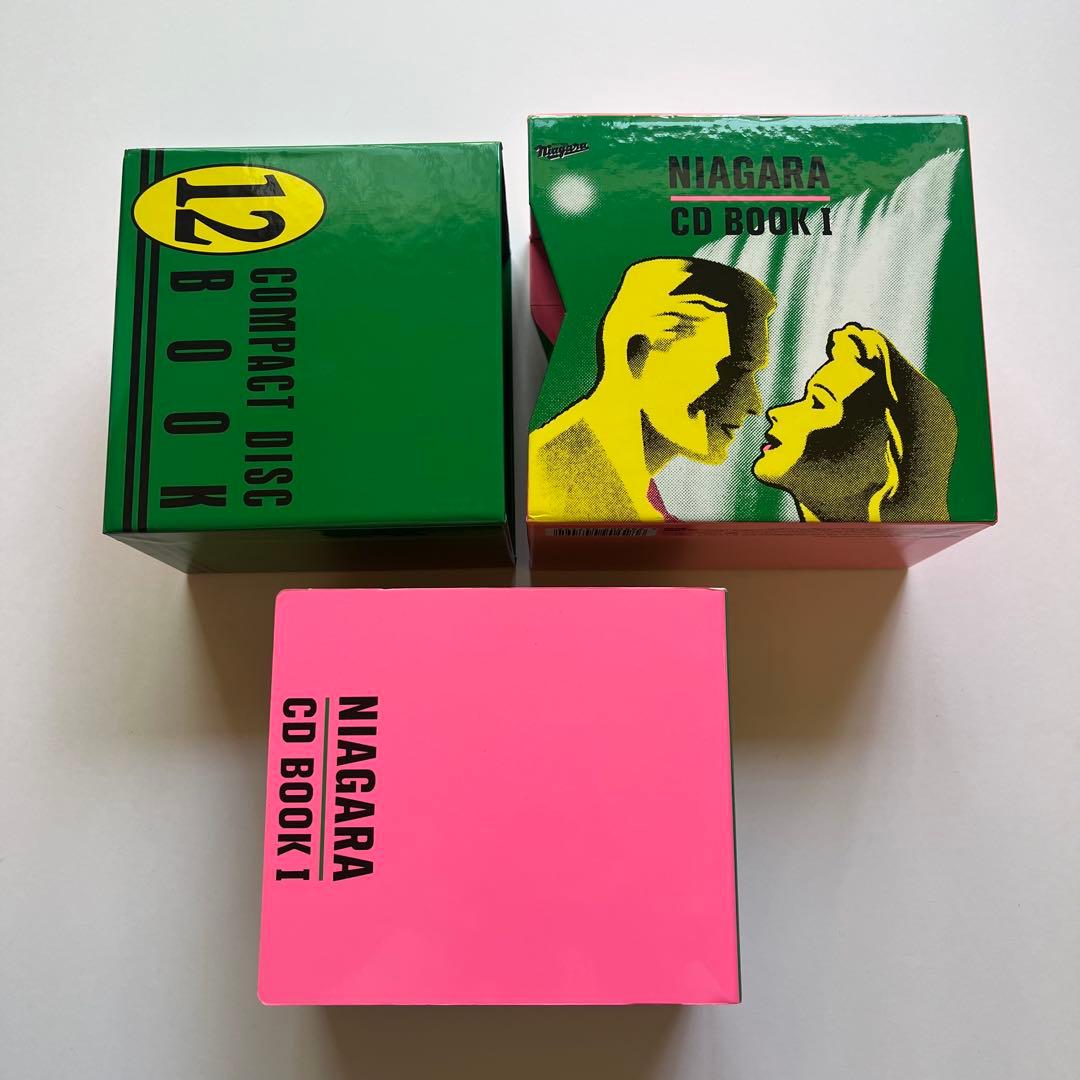 12
COMPACT DISC
BOOK
Niagara
NIAGARA
CD BOOK I
NIAGARA
CD BOOK I